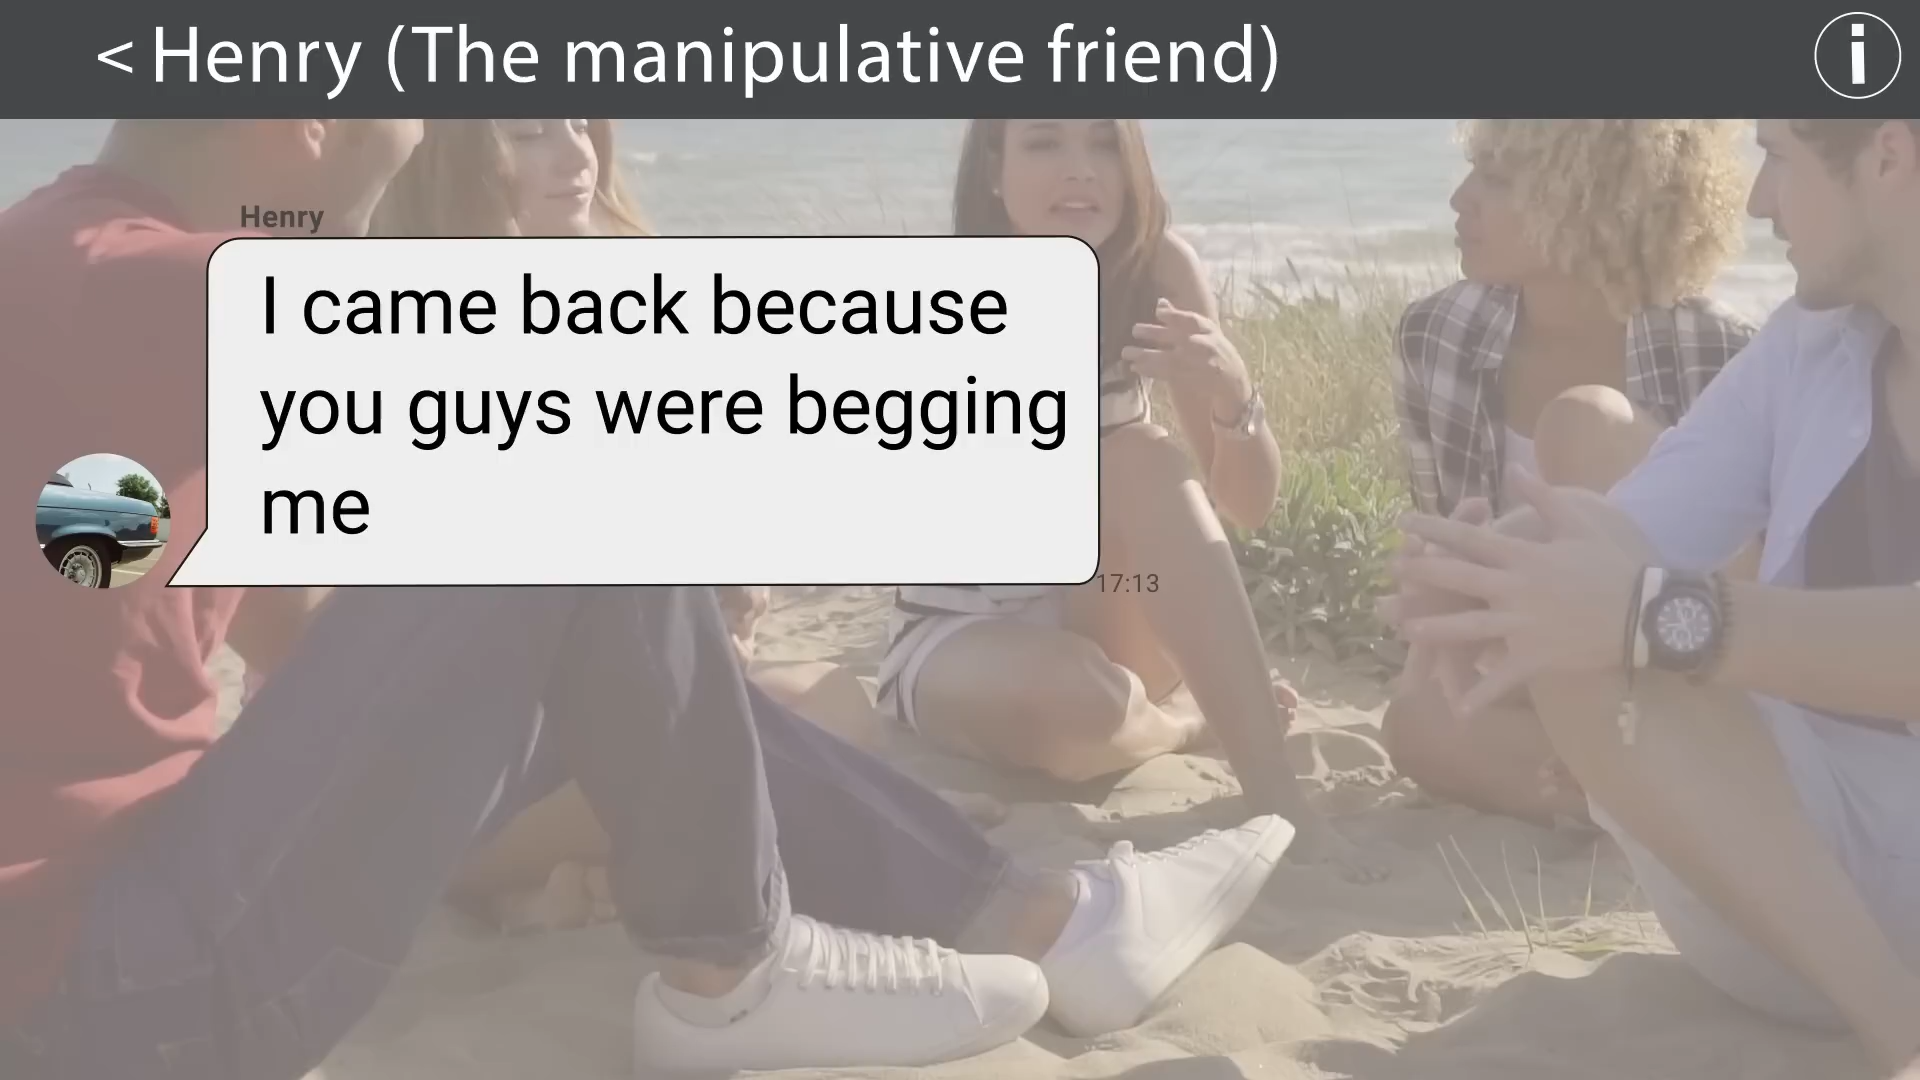 < Henry (The manipulative friend)
i
Henry
I came back because
you guys were begging
me
17:13